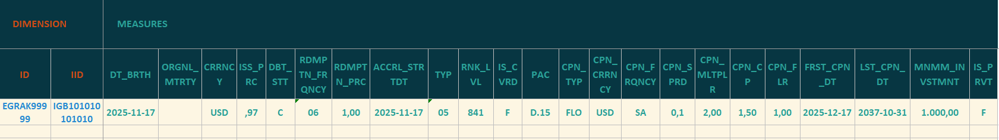 DIMENSION MEASURES
ID IID DT_BRTH ORGNL_MTRTY CRRNCY ISS_PRC DBT_STT RDMPTN_FRQNCY RDMPTN_PRC ACCRL_STRTDT TYP RNK_LVL IS_CVRD PAC CPN_TYP CPN_CRRNCY CPN_FRQNCY CPN_SPRD CPN_MLTPLR CPN_CP CPN_FLR FRST_CPN_DT LST_CPN_DT MNMM_INVSTMNT IS_PRVT
EGRAK99999 IGB101010101010 2025-11-17 USD ,97 C 06 1,00 2025-11-17 05 841 F D.15 FLO USD SA 0,1 2,00 1,50 1,00 2025-12-17 2037-10-31 1.000,00 F